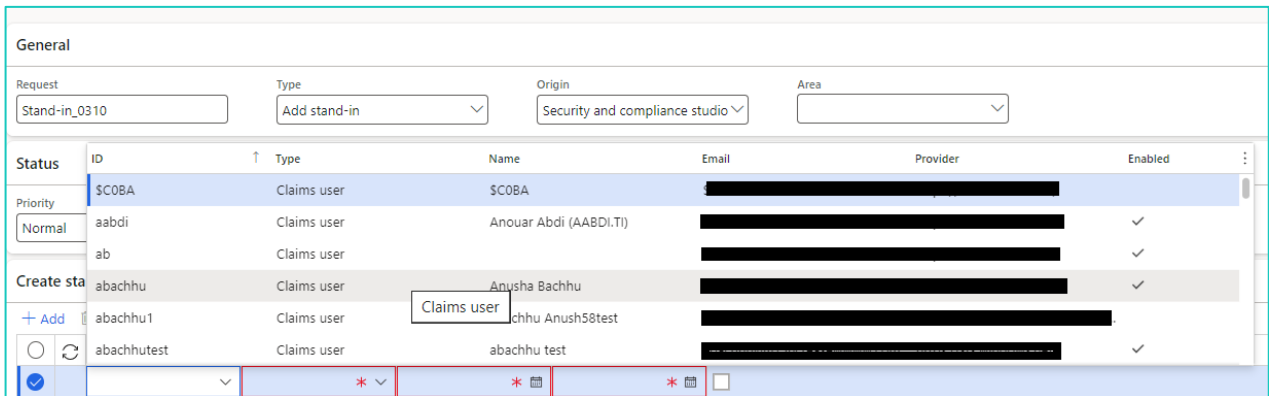 General
Request Type Origin Area
Stand-in_0310 Add stand-in Security and compliance studio
Status ID Type Name Email Provider Enabled
$C0BA Claims user $C0BA
Priority
Normal aabdi Claims user Anouar Abdi (AABDI.TI)
ab Claims user
Create sta abachhu Claims user Anusha Bachhu
Claims user
+ Add abachhu1 Claims user chhu Anush58test
abachhutest Claims user abachhu test